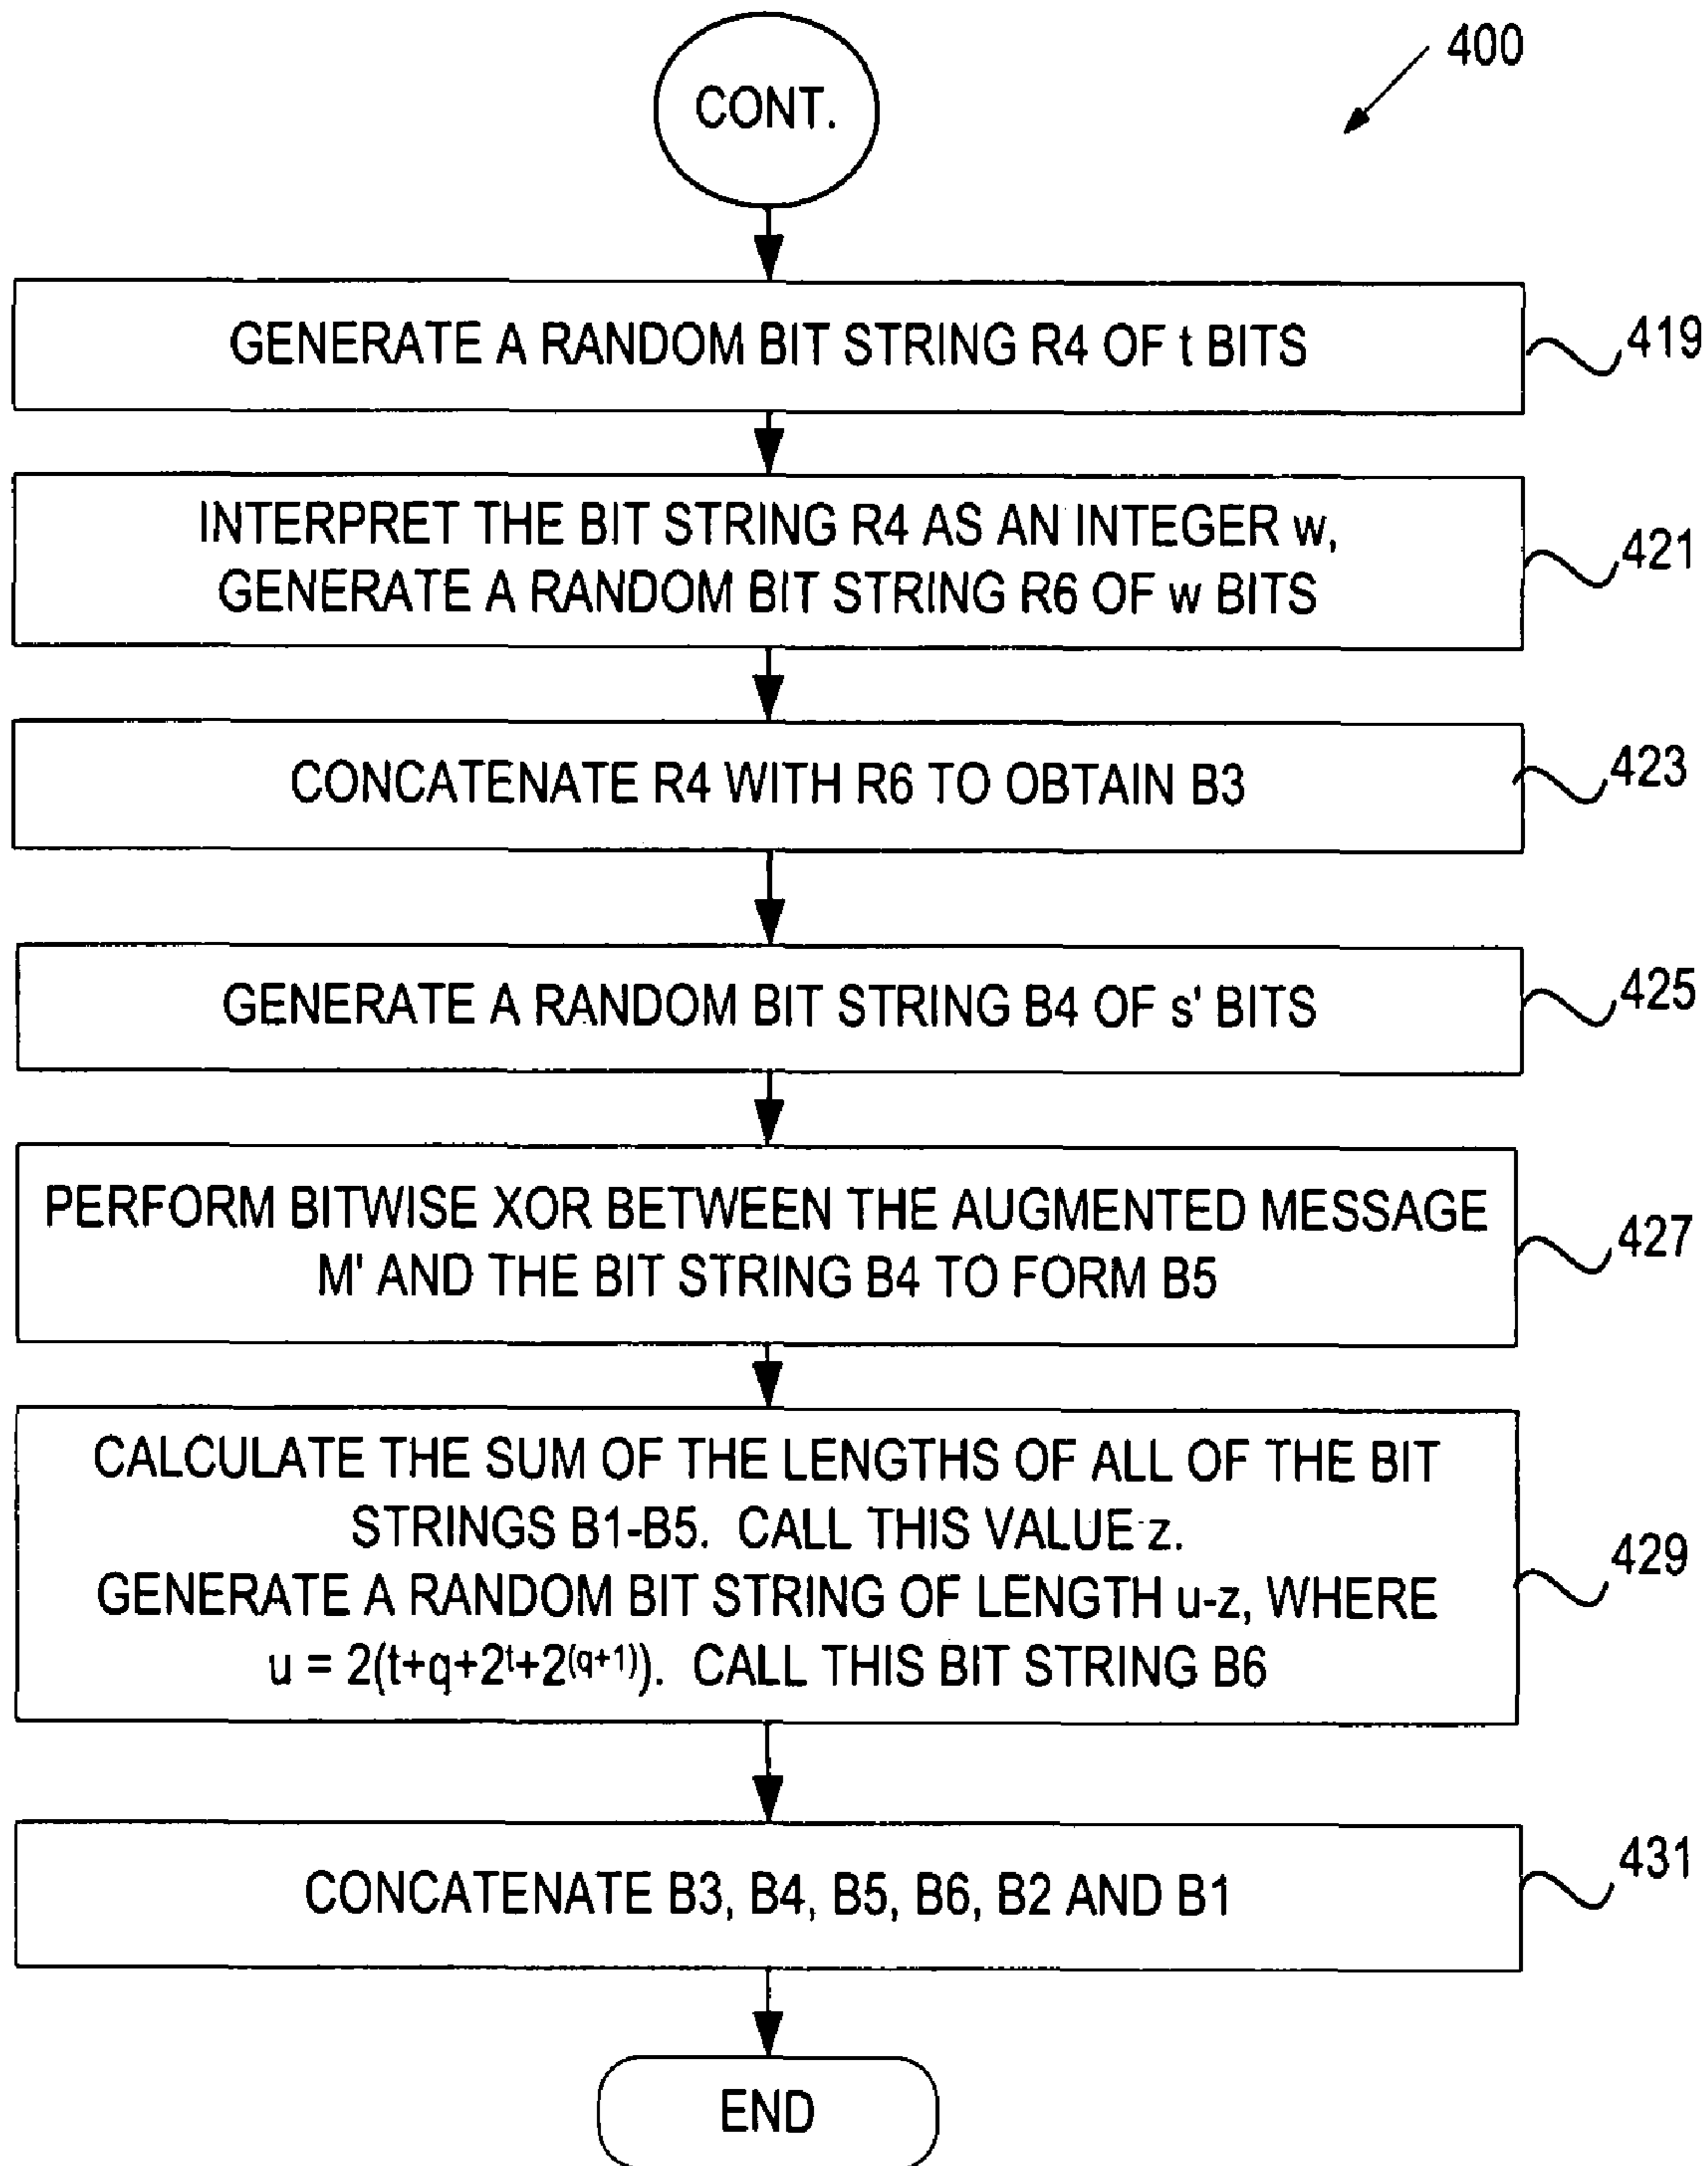 400
CONT.
GENERATE A RANDOM BIT STRING R4 OF t BITS
419
INTERPRET THE BIT STRING R4 AS AN INTEGER w,
GENERATE A RANDOM BIT STRING R6 OF w BITS
421
CONCATENATE R4 WITH R6 TO OBTAIN B3
423
GENERATE A RANDOM BIT STRING B4 OF s' BITS
425
PERFORM BITWISE XOR BETWEEN THE AUGMENTED MESSAGE
M' AND THE BIT STRING B4 TO FORM B5
427
CALCULATE THE SUM OF THE LENGTHS OF ALL OF THE BIT
STRINGS B1-B5. CALL THIS VALUE z.
GENERATE A RANDOM BIT STRING OF LENGTH u-z, WHERE
u = 2(t+q+2^t+2^(q+1)). CALL THIS BIT STRING B6
429
CONCATENATE B3, B4, B5, B6, B2 AND B1
431
END